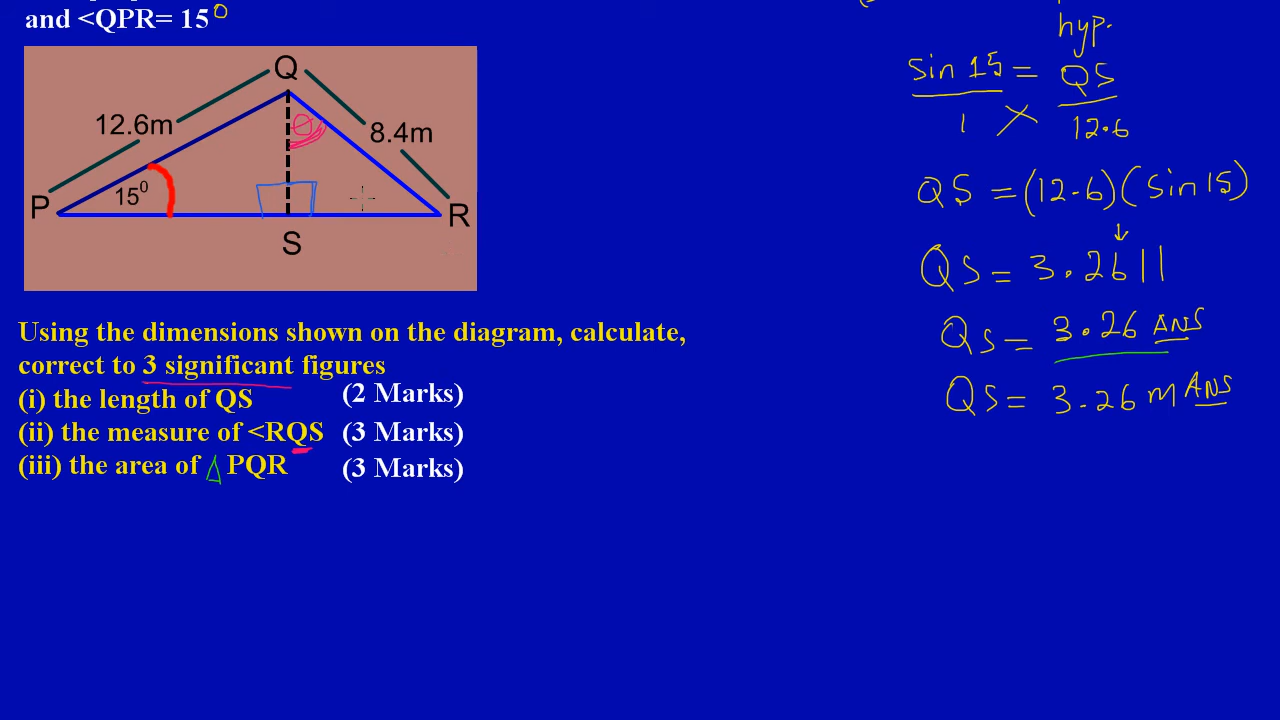 and <QPR= 15⁰
Q
12.6m
8.4m
θ
15⁰
P
R
S
Using the dimensions shown on the diagram, calculate,
correct to 3 significant figures
(i) the length of QS (2 Marks)
(ii) the measure of <RQS (3 Marks)
(iii) the area of △ PQR (3 Marks)
hyp.
sin 15 = QS
1 12.6
QS = (12.6)(sin 15)
QS = 3.2611
QS = 3.26 ANS
QS = 3.26 m ANS